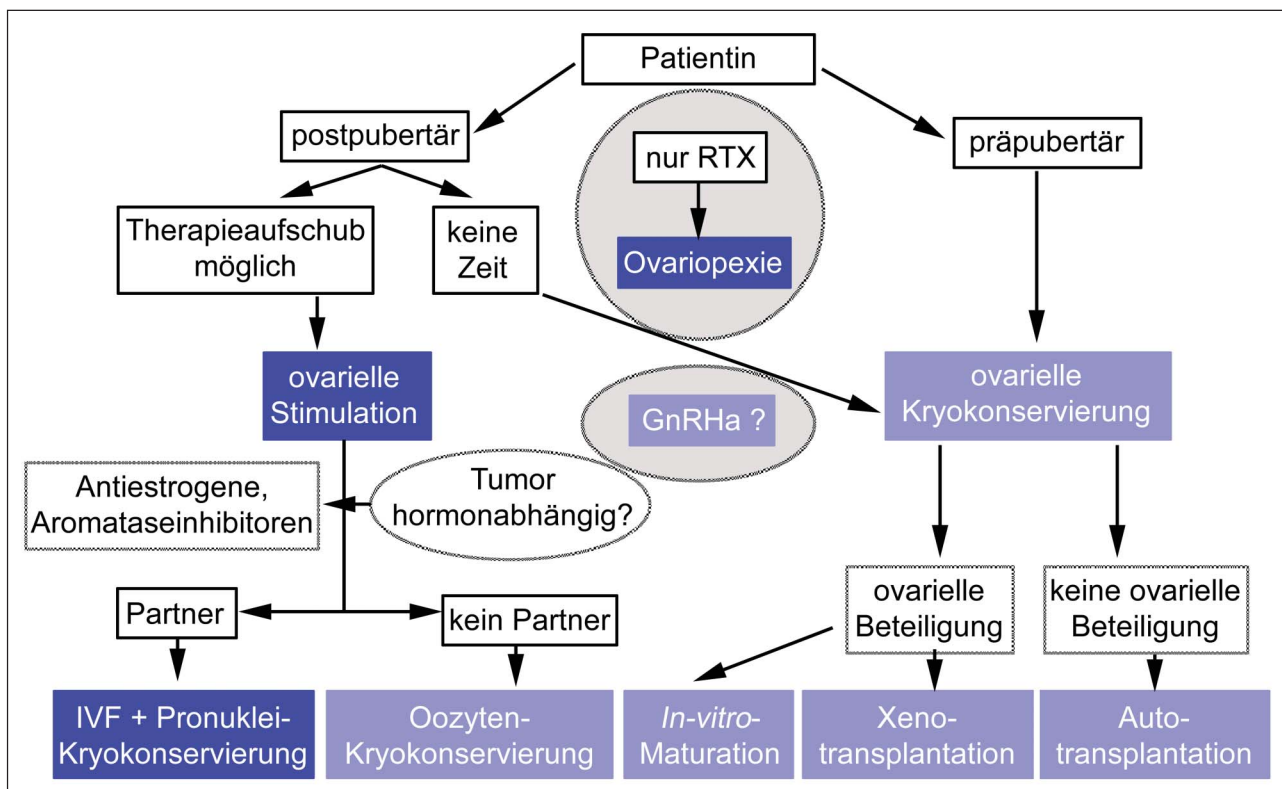 Patientin
postpubertär
nur RTX
präpubertär
Therapieaufschub
möglich
keine
Zeit
Ovariopexie
ovarielle
Stimulation
GnRHa ?
ovarielle
Kryokonservierung
Antiestrogene,
Aromataseinhibitoren
Tumor
hormonabhängig?
Partner
kein Partner
ovarielle
Beteiligung
keine ovarielle
Beteiligung
IVF + Pronuklei-
Kryokonservierung
Oozyten-
Kryokonservierung
In-vitro-
Maturation
Xeno-
transplantation
Auto-
transplantation